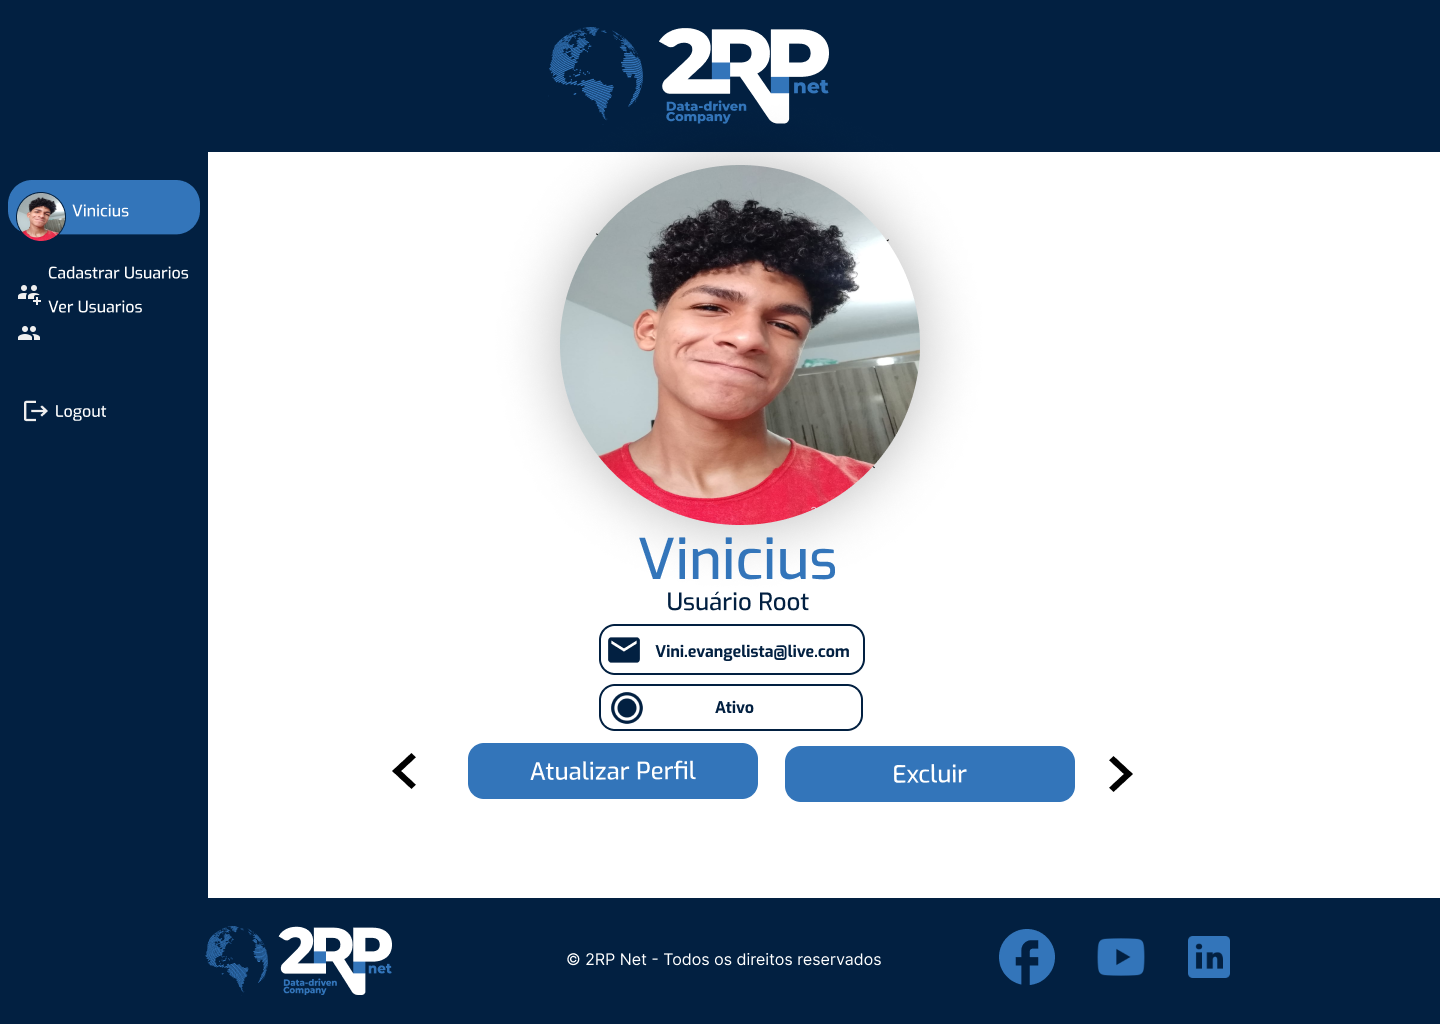 2RP
net
Data-driven
Company
Vinicius
Cadastrar Usuarios
Ver Usuarios
Logout
Vinicius
Usuário Root
Vini.evangelista@live.com
Ativo
Atualizar Perfil
Excluir
2RP
net
Data-driven
Company
© 2RP Net - Todos os direitos reservados
in